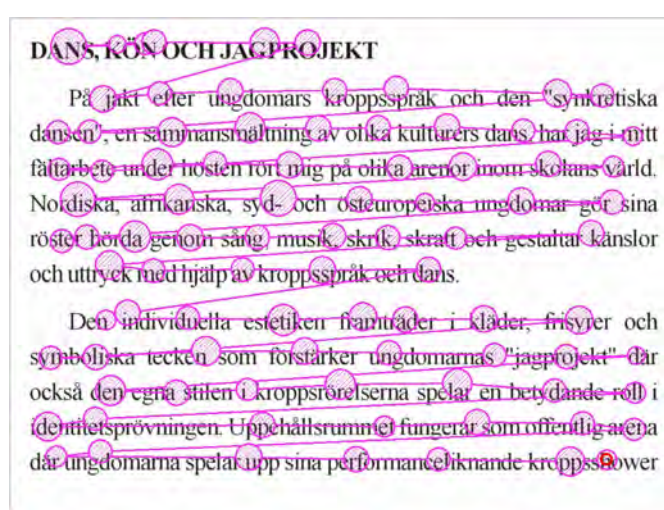 DANS, KÖN OCH JAGPROJEKT
På jakt efter ungdomars kroppsspråk och den "synkretiska
dansen", en sammansmältning av olika kulturers dans, har jag i mitt
fältarbete under hösten rört mig på olika arenor inom skolans värld.
Nordiska, afrikanska, syd- och östeuropeiska ungdomar gör sina
röster hörda genom sång, musik, skrik, skratt och gestaltar känslor
och uttryck med hjälp av kroppsspråk och dans.
Den individuella estetiken framträder i kläder, frisyrer och
symboliska tecken som förstärker ungdomarnas "jagprojekt" där
också den egna stilen i kroppsrörelserna spelar en betydande roll i
identitetsprövningen. Uppehållsrummet fungerar som offentlig arena
där ungdomarna spelar upp sina performanceliknande kroppsshower